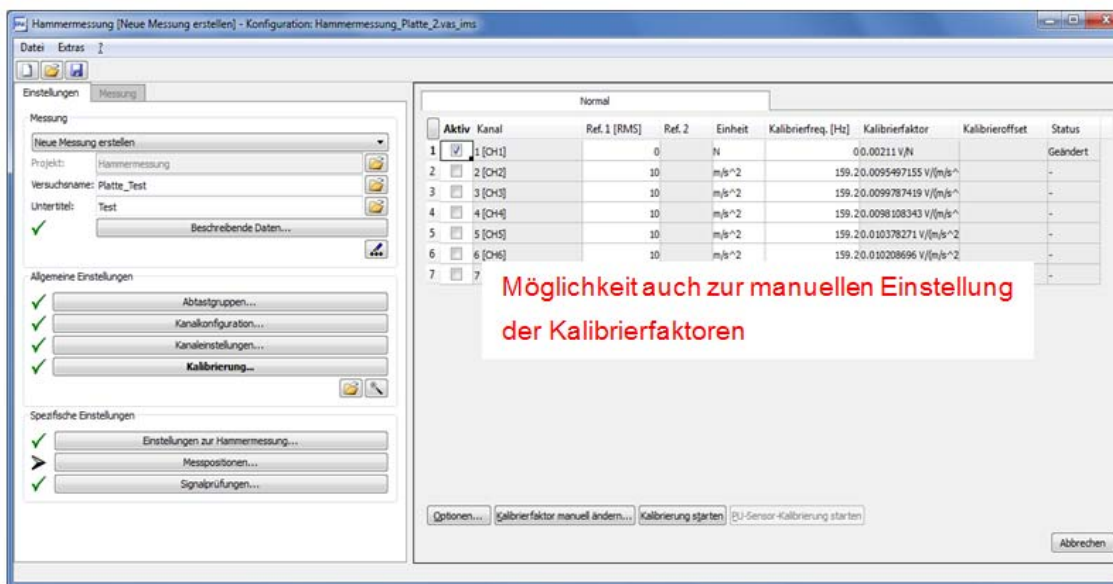 Hammermessung [Neue Messung erstellen] - Konfiguration: Hammermessung_Platte_2.vas_ims
Datei Extras ?
Einstellungen Messung
Messung
Neue Messung erstellen
Projekt: Hammermessung
Versuchsname: Platte_Test
Untertitel: Test
Beschreibende Daten...
Allgemeine Einstellungen
Abtastgruppen...
Kanalkonfiguration...
Kanaleinstellungen...
Kalibrierung...
Spezifische Einstellungen
Einstellungen zur Hammermessung...
Messpositionen...
Signalprüfungen...
Normal
Aktiv Kanal Ref. 1 [RMS] Ref. 2 Einheit Kalibrierfreq. [Hz] Kalibrierfaktor Kalibrieroffset Status
1 1 [CH1] 0 N 0 0.00211 V/N Geändert
2 2 [CH2] 10 m/s^2 159.2 0.0095497155 V/(m/s^ -
3 3 [CH3] 10 m/s^2 159.2 0.0099787419 V/(m/s^ -
4 4 [CH4] 10 m/s^2 159.2 0.0098108343 V/(m/s^ -
5 5 [CH5] 10 m/s^2 159.2 0.010378271 V/(m/s^2 -
6 6 [CH6] 10 m/s^2 159.2 0.010208696 V/(m/s^2 -
7 7 -
Möglichkeit auch zur manuellen Einstellung
der Kalibrierfaktoren
Optionen... Kalibrierfaktor manuell ändern... Kalibrierung starten PU-Sensor-Kalibrierung starten
Abbrechen